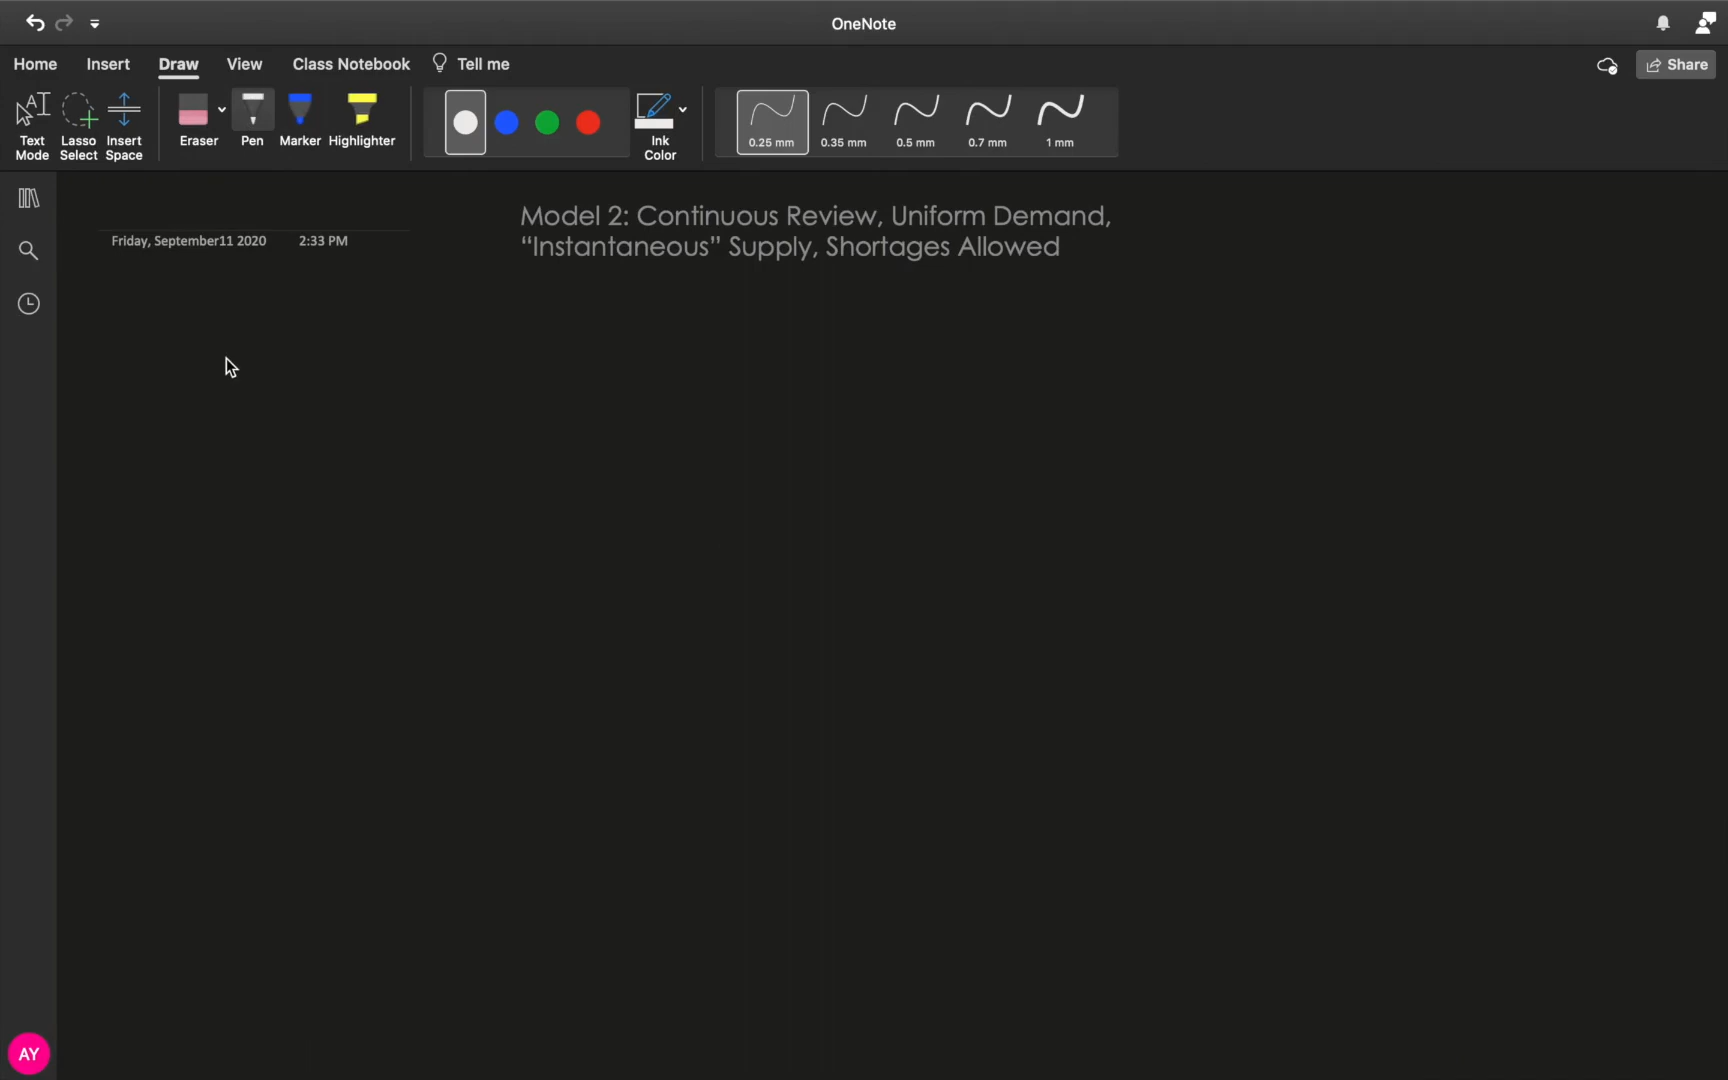 OneNote
Home Insert Draw View Class Notebook Tell me
Share
Text Mode
Lasso Select
Insert Space
Eraser
Pen
Marker
Highlighter
Ink Color
0.25 mm
0.35 mm
0.5 mm
0.7 mm
1 mm
Model 2: Continuous Review, Uniform Demand,
“Instantaneous” Supply, Shortages Allowed
Friday, September11 2020 2:33 PM
AY